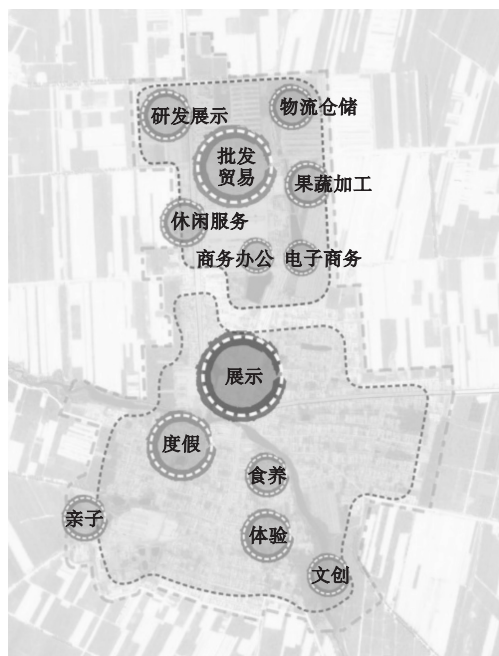 研发展示
物流仓储
批发
贸易
果蔬加工
休闲服务
商务办公
电子商务
展示
度假
食养
亲子
体验
文创